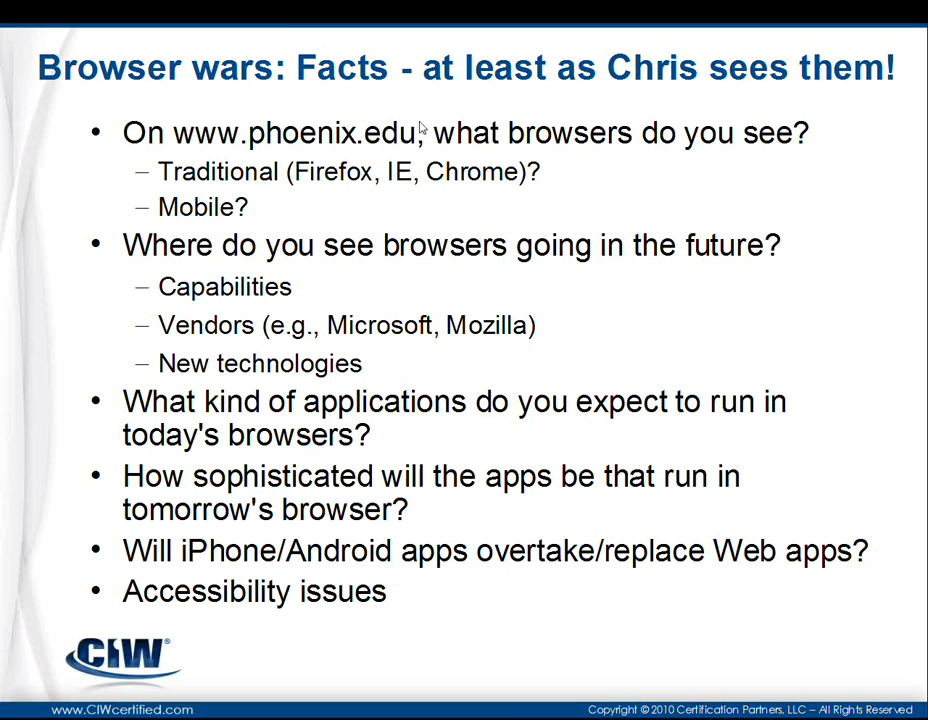 Browser wars: Facts - at least as Chris sees them!
• On www.phoenix.edu, what browsers do you see?
– Traditional (Firefox, IE, Chrome)?
– Mobile?
• Where do you see browsers going in the future?
– Capabilities
– Vendors (e.g., Microsoft, Mozilla)
– New technologies
• What kind of applications do you expect to run in
today's browsers?
• How sophisticated will the apps be that run in
tomorrow's browser?
• Will iPhone/Android apps overtake/replace Web apps?
• Accessibility issues
CIW®
www.CIWcertified.com
Copyright © 2010 Certification Partners, LLC – All Rights Reserved